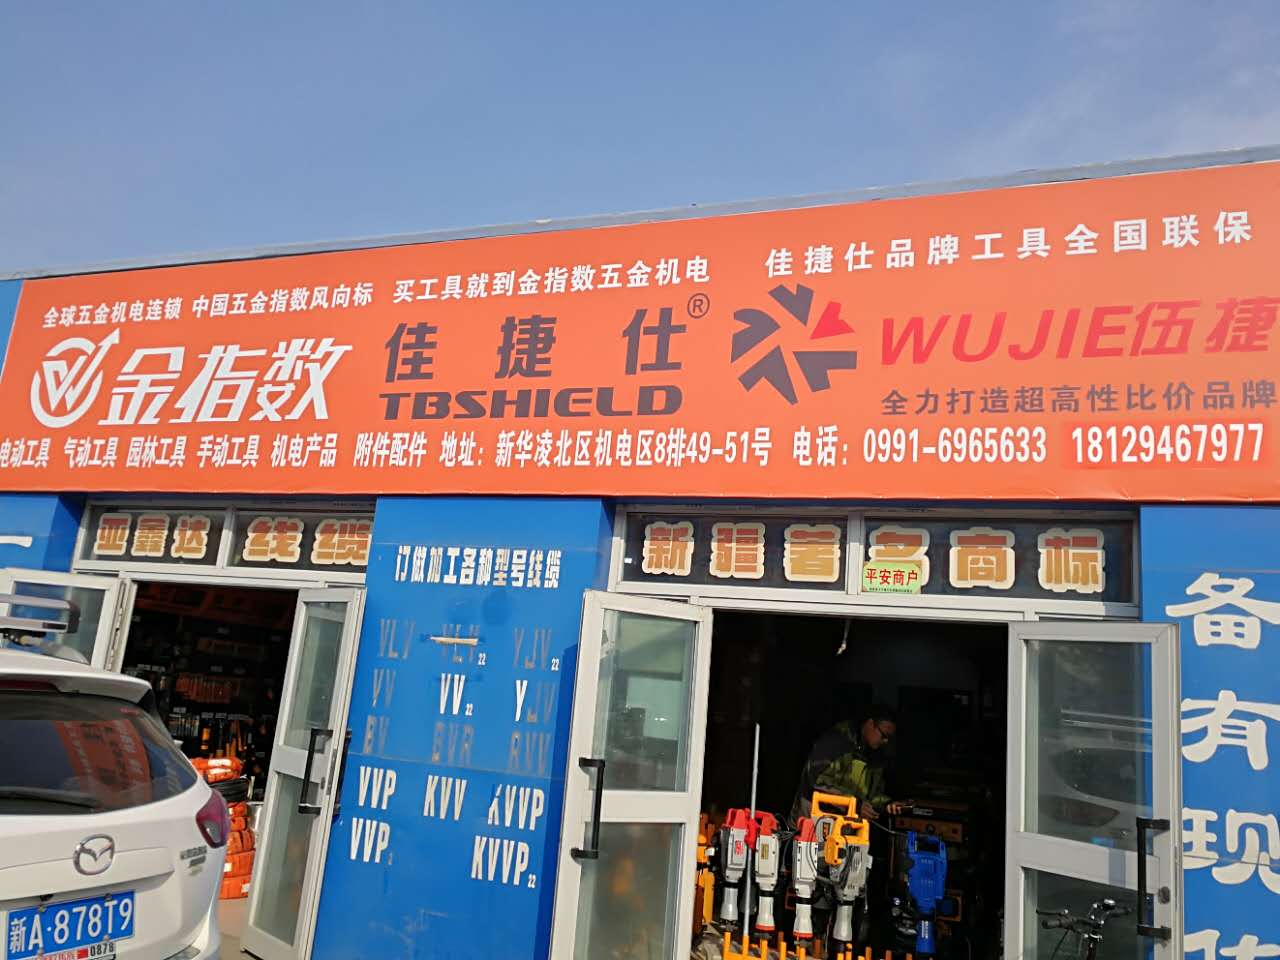 全球五金机电连锁 中国五金指数风向标 买工具就到金指数五金机电 佳捷仕品牌工具全国联保
金指数 佳捷仕® WUJIE伍捷
TBSHIELD 全力打造超高性比价品牌
电动工具 气动工具 园林工具 手动工具 机电产品 附件配件 地址：新华凌北区机电区8排49-51号 电话：0991-6965633 18129467977
亚鑫达 线缆
新疆著名商标
平安商户
订做加工各种型号线缆
VLV VLV22 YJV22
VV VV22 YJV
BV BVR RVV
VVP KVV KVVP
VVP2 KVVP22
备有现
新A·878T9
0878